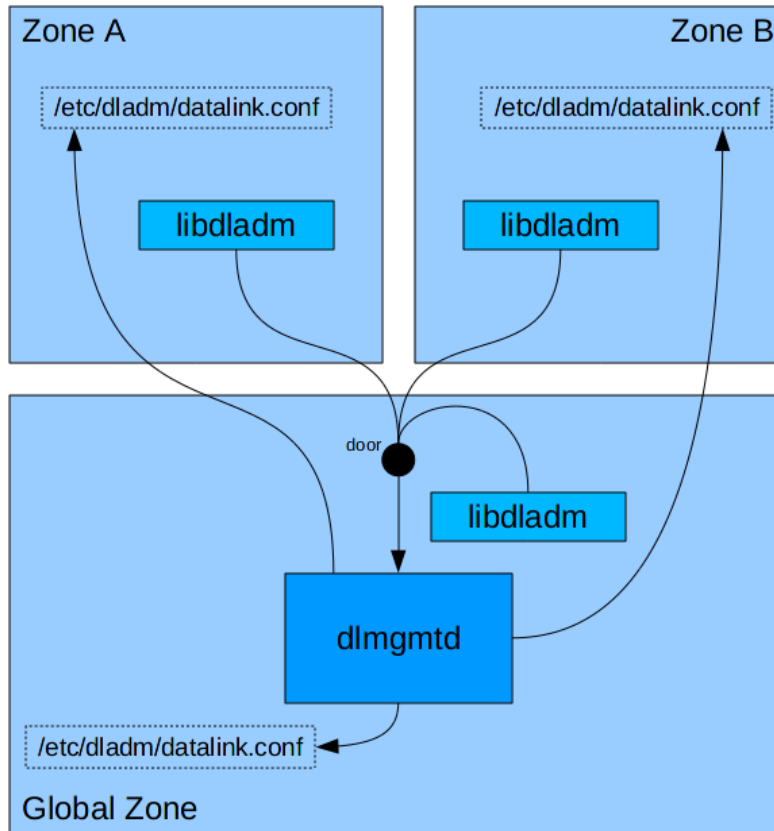 Zone A
Zone B
/etc/dladm/datalink.conf
/etc/dladm/datalink.conf
libdladm
libdladm
door
libdladm
dlmgmtd
/etc/dladm/datalink.conf
Global Zone